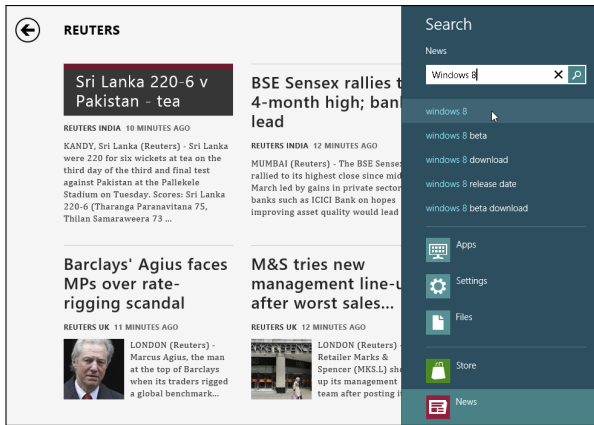 REUTERS
Sri Lanka 220-6 v
Pakistan - tea
REUTERS INDIA 10 MINUTES AGO
KANDY, Sri Lanka (Reuters) - Sri Lanka
were 220 for six wickets at tea on the
third day of the third and final test
against Pakistan at the Pallekele
Stadium on Tuesday. Scores: Sri Lanka
220-6 (Tharanga Paranavitana 75,
Thilan Samaraweera 73 ...
BSE Sensex rallies t
4-month high; ban
lead
REUTERS INDIA 12 MINUTES AGO
MUMBAI (Reuters) - The BSE Sense
rallied to its highest close since mid
March led by gains in private sector
banks such as ICICI Bank on hopes
improving asset quality would lead
Barclays' Agius faces
MPs over rate-
rigging scandal
REUTERS UK 11 MINUTES AGO
LONDON (Reuters) -
Marcus Agius, the man
at the top of Barclays
when its traders rigged
a global benchmark...
M&S tries new
management line-u
after worst sales...
REUTERS UK 12 MINUTES AGO
LONDON (Reuters) -
Retailer Marks &
Spencer (MKS.L) sh
up its management
team after posting it
Search
News
Windows 8
windows 8
windows 8 beta
windows 8 download
windows 8 release date
windows 8 beta download
Apps
Settings
Files
Store
News